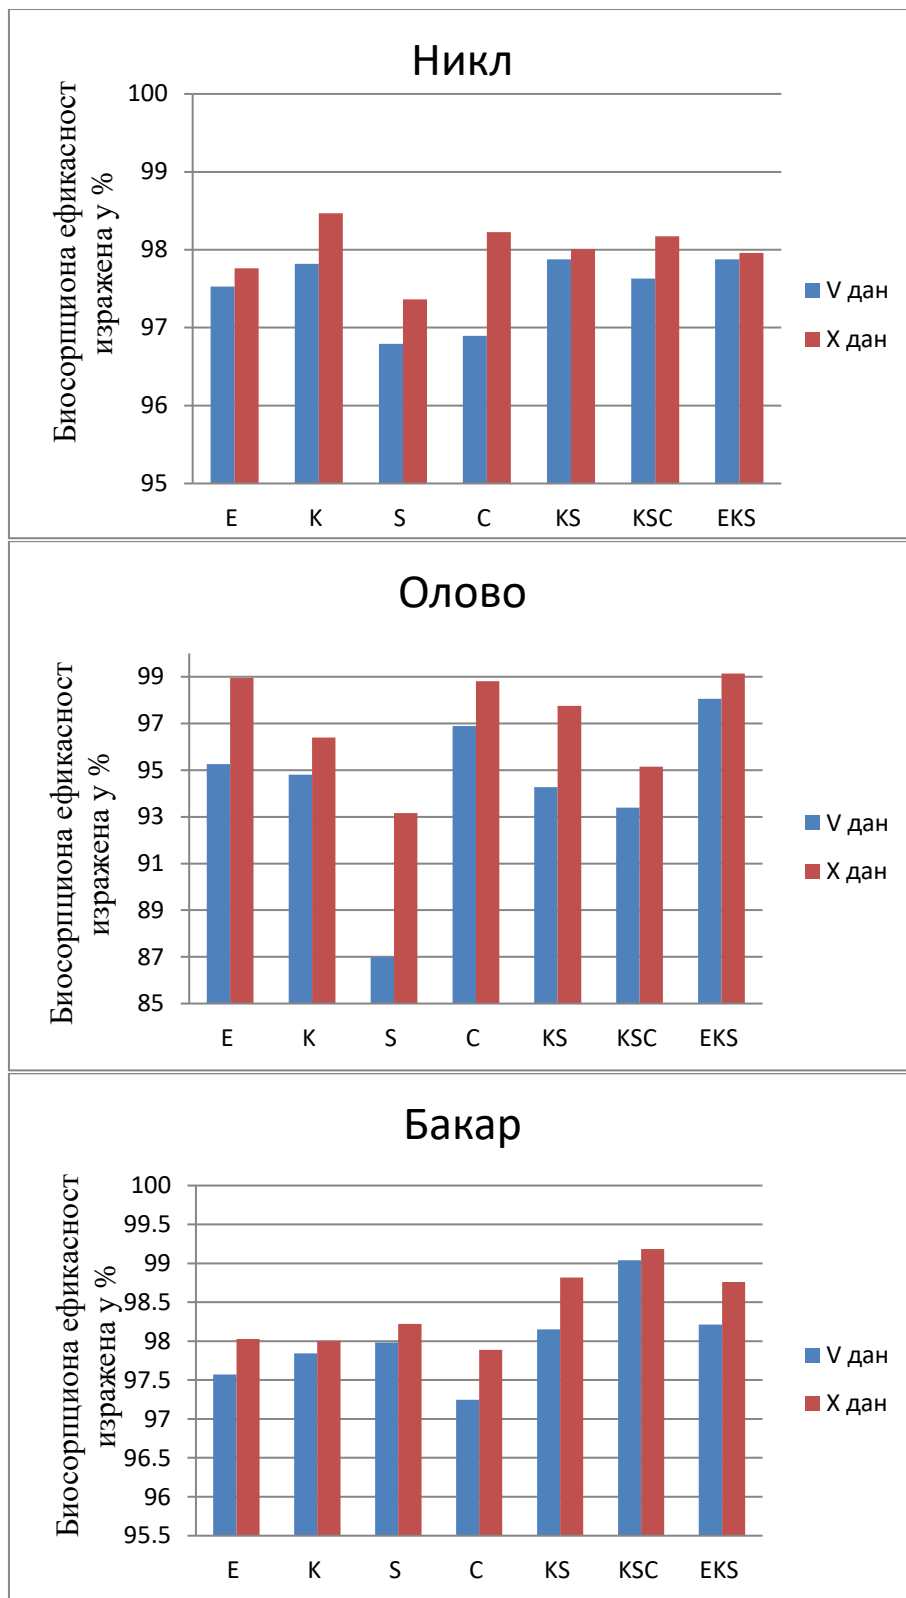 Никл
Биосорпциона ефикасност
изражена у %
100
99
98
97
96
95
E K S C KS KSC EKS
V дан
X дан
Олово
Биосорпциона ефикасност
изражена у %
99
97
95
93
91
89
87
85
E K S C KS KSC EKS
V дан
X дан
Бакар
Биосорпциона ефикасност
изражена у %
100
99.5
99
98.5
98
97.5
97
96.5
96
95.5
E K S C KS KSC EKS
V дан
X дан